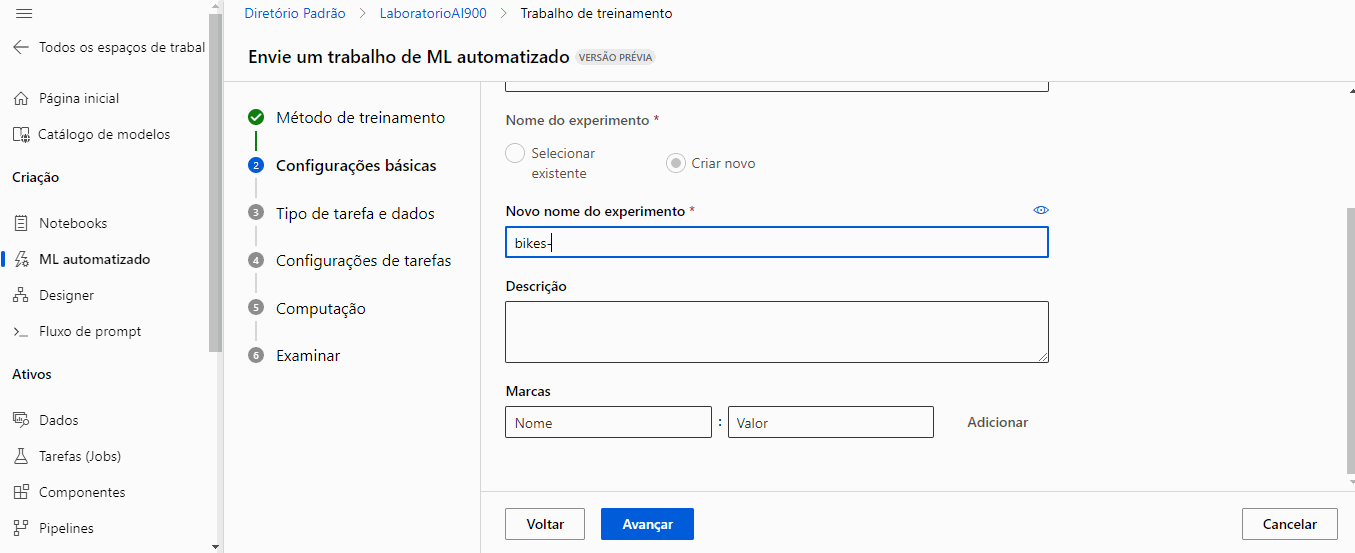 Diretório Padrão > LaboratorioAI900 > Trabalho de treinamento
Todos os espaços de trabal
Página inicial
Catálogo de modelos
Criação
Notebooks
ML automatizado
Designer
Fluxo de prompt
Ativos
Dados
Tarefas (Jobs)
Componentes
Pipelines
Envie um trabalho de ML automatizado VERSÃO PRÉVIA
Método de treinamento
2 Configurações básicas
3 Tipo de tarefa e dados
4 Configurações de tarefas
5 Computação
6 Examinar
Nome do experimento *
Selecionar
existente
Criar novo
Novo nome do experimento *
bikes-
Descrição
Marcas
Nome : Valor Adicionar
Voltar Avançar Cancelar